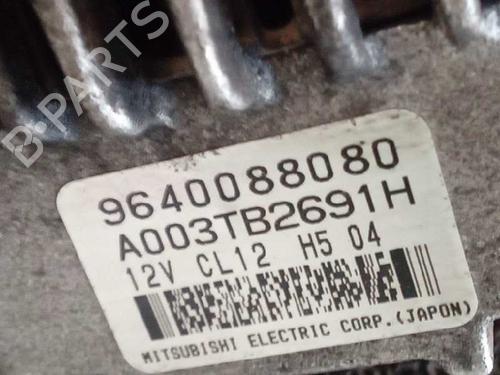 B-PARTS
9640088080
A003TB2691H
12V CL12 H5 04
MITSUBISHI ELECTRIC CORP.(JAPON)